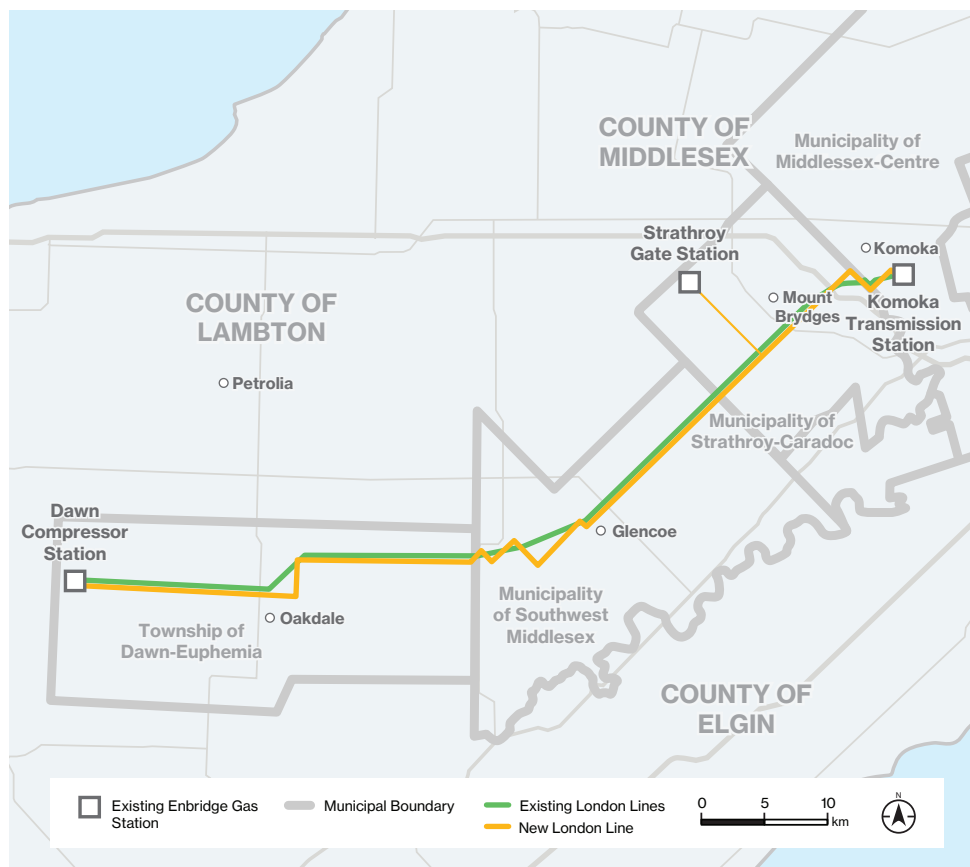 COUNTY OF
MIDDLESEX
Municipality of
Middlessex-Centre
Strathroy
Gate Station
Komoka
Mount
Brydges
Komoka
Transmission
Station
COUNTY OF
LAMBTON
Petrolia
Municipality of
Strathroy-Caradoc
Dawn
Compressor
Station
Glencoe
Municipality
of Southwest
Middlesex
Oakdale
Township of
Dawn-Euphemia
COUNTY OF
ELGIN
Existing Enbridge Gas
Station
Municipal Boundary
Existing London Lines
New London Line
0 5 10
km
N